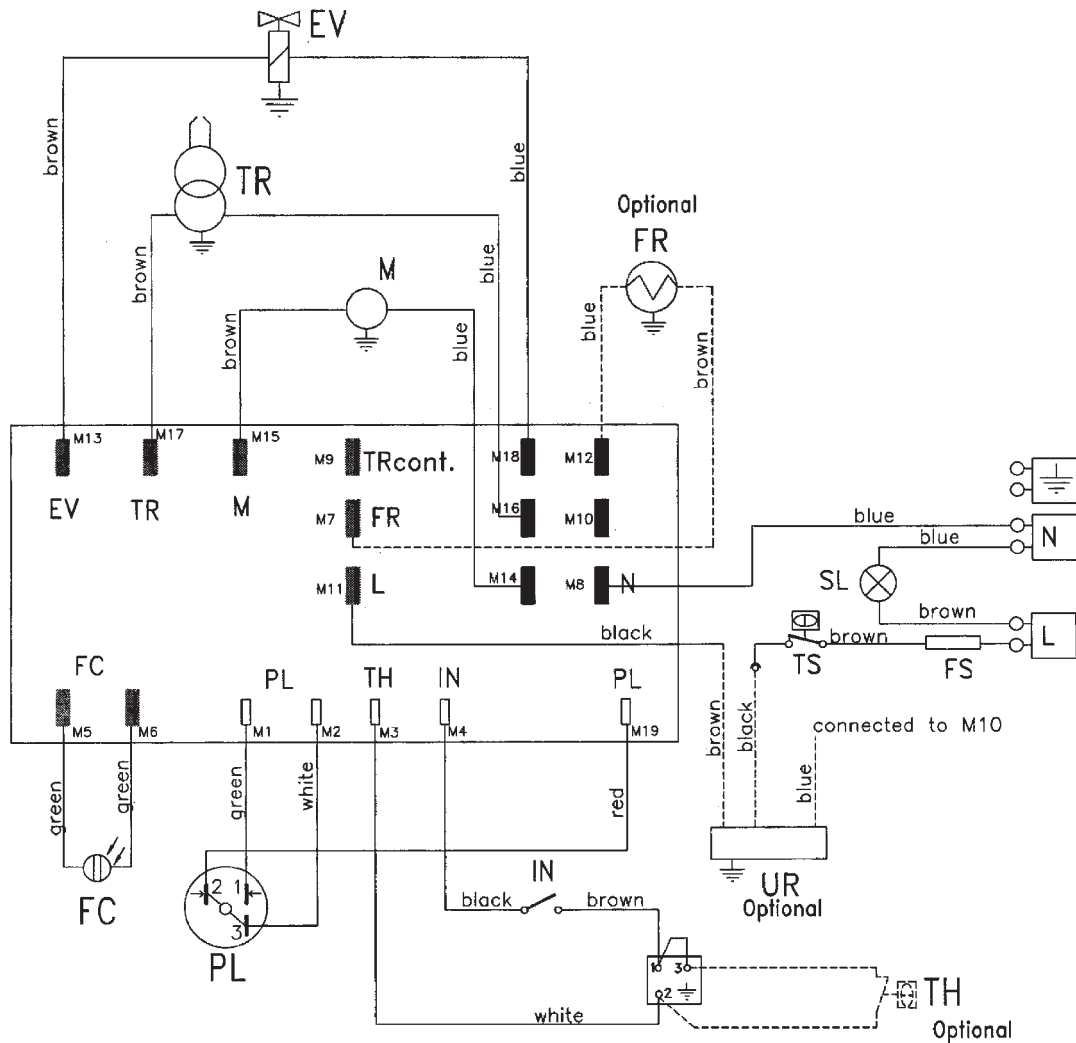 EV
brown
blue
TR
brown
blue
Optional
FR
M
brown
blue
blue
brown
M13
M17
M15
M9
TRcont.
M18
M12
EV
TR
M
M7
FR
M16
M10
blue
N
blue
M11
L
M14
M8
N
SL
brown
black
TS
brown
FS
L
FC
PL
TH
IN
PL
M5
M6
M1
M2
M3
M4
M19
brown
black
connected to M10
blue
green
green
green
white
red
FC
2
1
3
PL
IN
black
brown
UR
Optional
1
3
2
white
TH
Optional